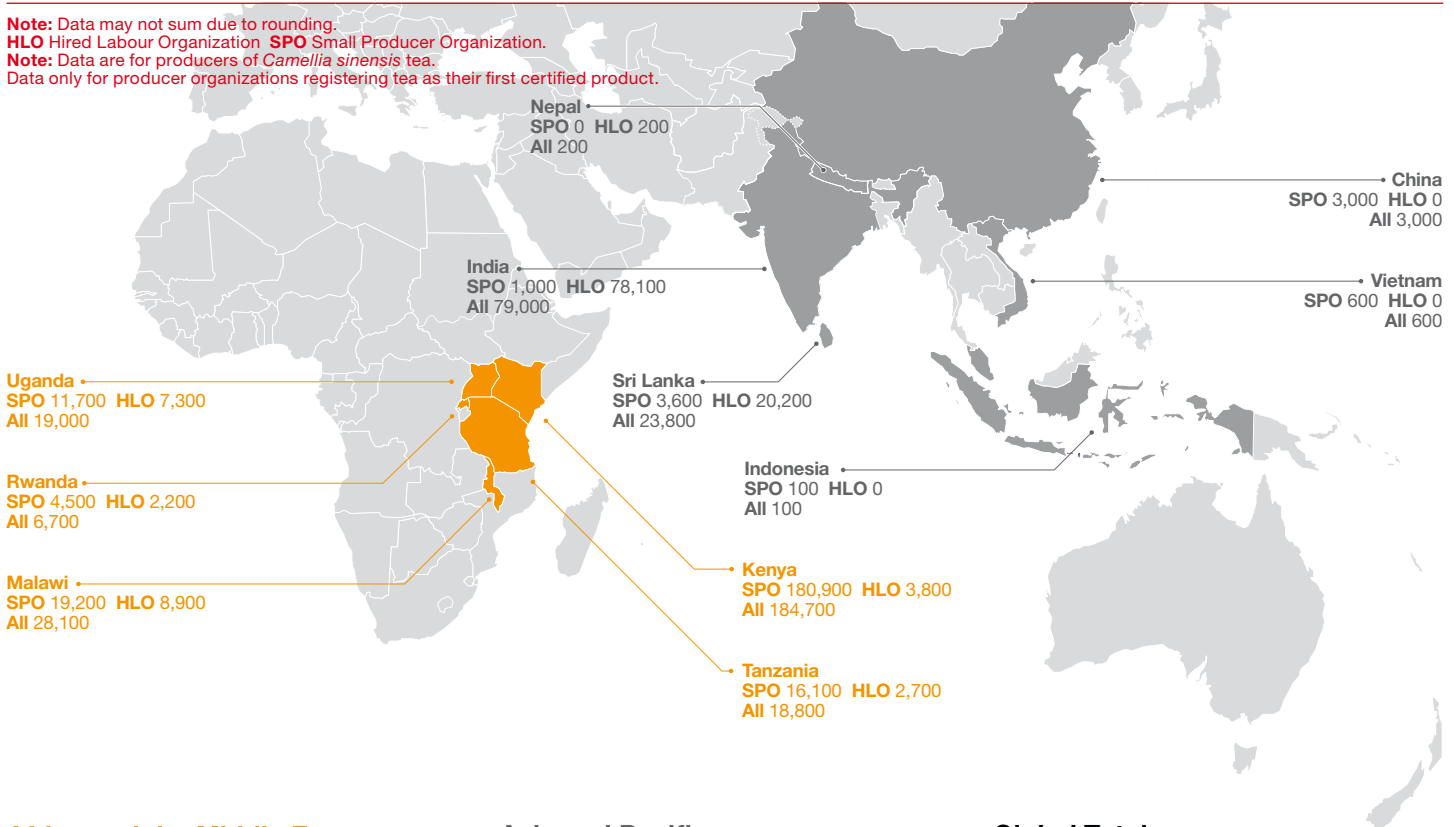 Note: Data may not sum due to rounding.
HLO Hired Labour Organization SPO Small Producer Organization.
Note: Data are for producers of Camellia sinensis tea.
Data only for producer organizations registering tea as their first certified product.
Nepal
SPO 0 HLO 200
All 200
China
SPO 3,000 HLO 0
All 3,000
India
SPO 1,000 HLO 78,100
All 79,000
Vietnam
SPO 600 HLO 0
All 600
Uganda
SPO 11,700 HLO 7,300
All 19,000
Sri Lanka
SPO 3,600 HLO 20,200
All 23,800
Rwanda
SPO 4,500 HLO 2,200
All 6,700
Indonesia
SPO 100 HLO 0
All 100
Malawi
SPO 19,200 HLO 8,900
All 28,100
Kenya
SPO 180,900 HLO 3,800
All 184,700
Tanzania
SPO 16,100 HLO 2,700
All 18,800